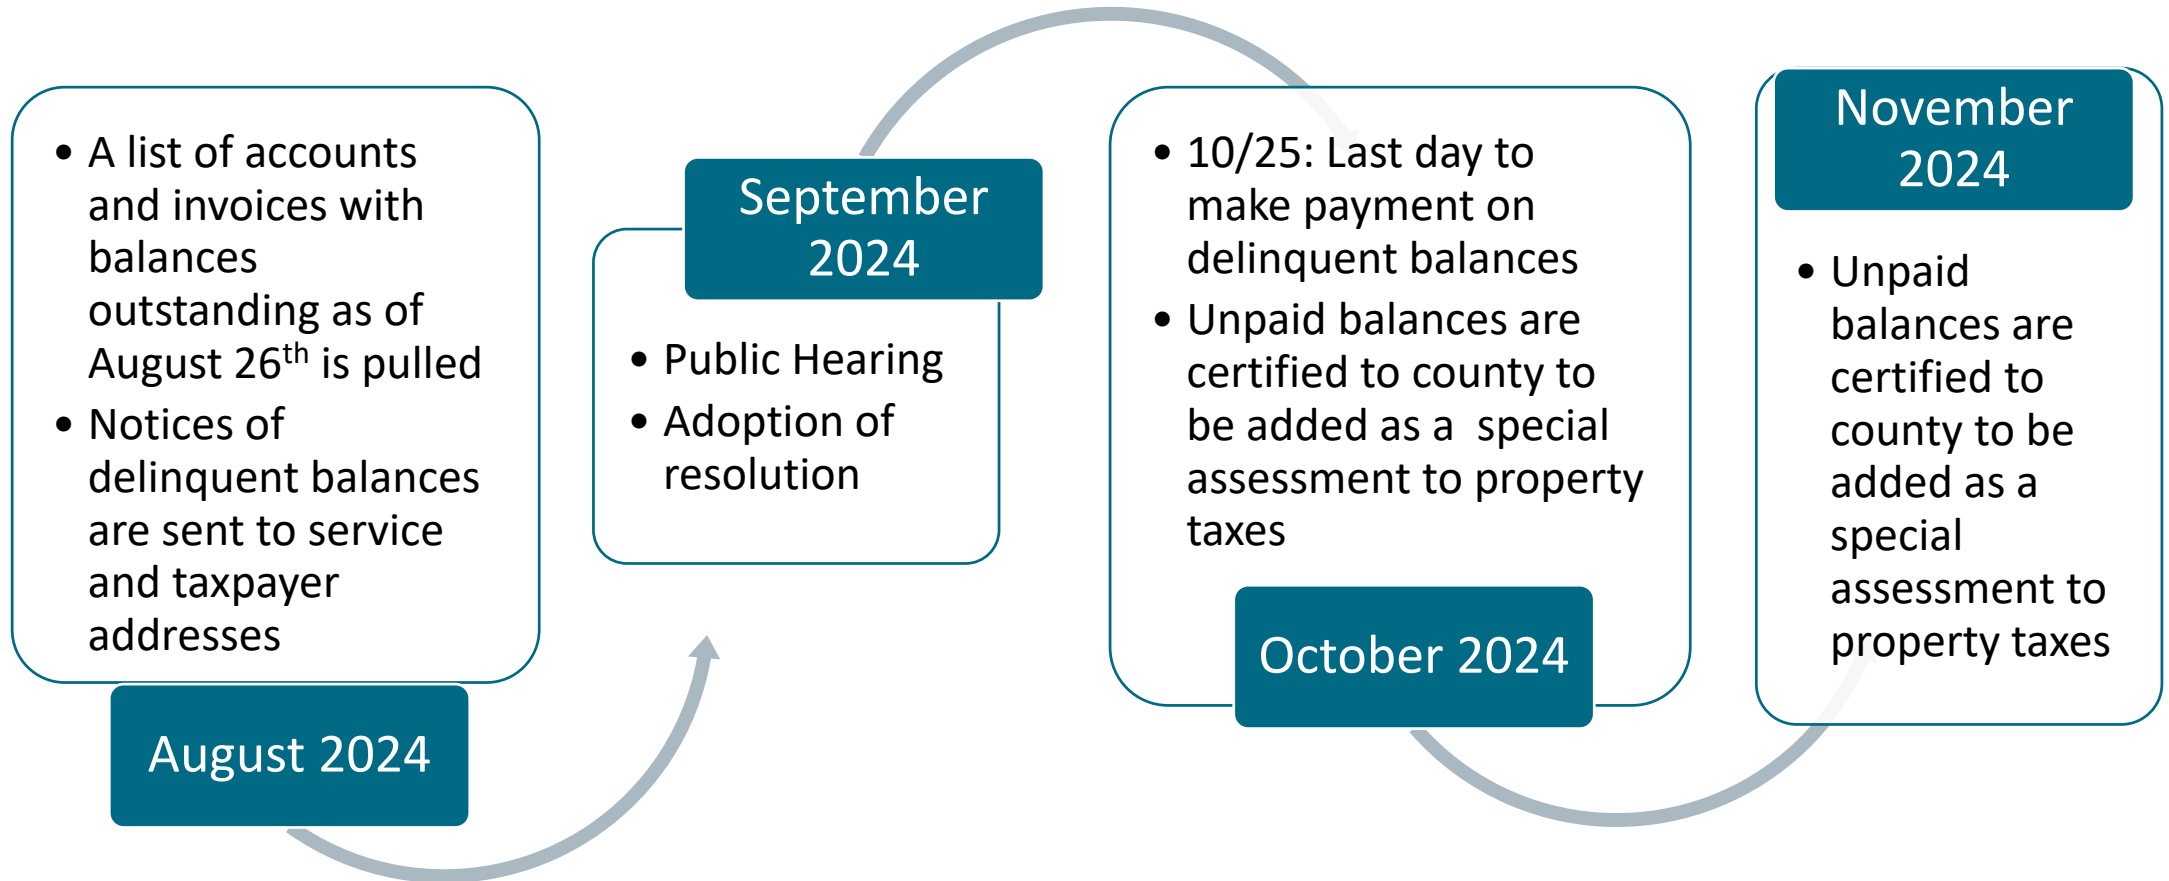 • A list of accounts
and invoices with
balances
outstanding as of
August 26th is pulled
• Notices of
delinquent balances
are sent to service
and taxpayer
addresses
August 2024
September
2024
• Public Hearing
• Adoption of
resolution
• 10/25: Last day to
make payment on
delinquent balances
• Unpaid balances are
certified to county to
be added as a  special
assessment to property
taxes
October 2024
November
2024
• Unpaid
balances are
certified to
county to be
added as a
special
assessment to
property taxes